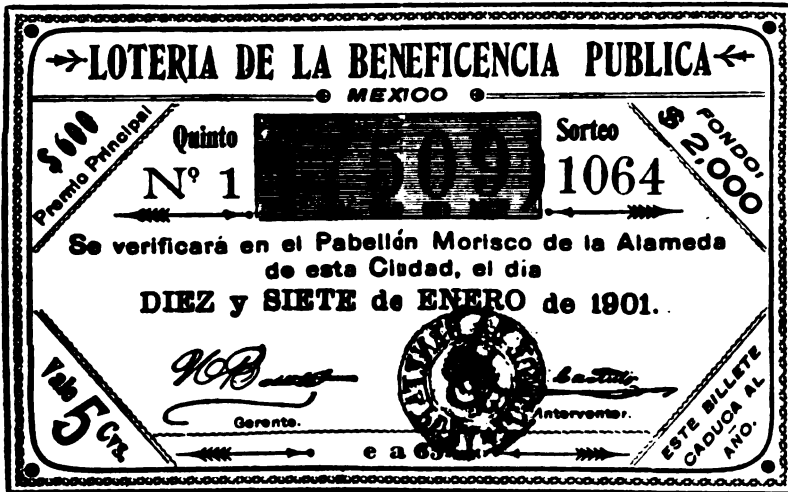 LOTERIA DE LA BENEFICENCIA PUBLICA
MEXICO
$600
Premio Principal
Quinto
Nº 1
509
Sorteo
1064
FONDO:
$2,000
Se verificará en el Pabellón Morisco de la Alameda
de esta Ciudad, el dia
DIEZ y SIETE de ENERO de 1901.
Vale
5 Cvs.
Gerente.
Interventor.
ESTE BILLETE
CADUCA AL
AÑO.